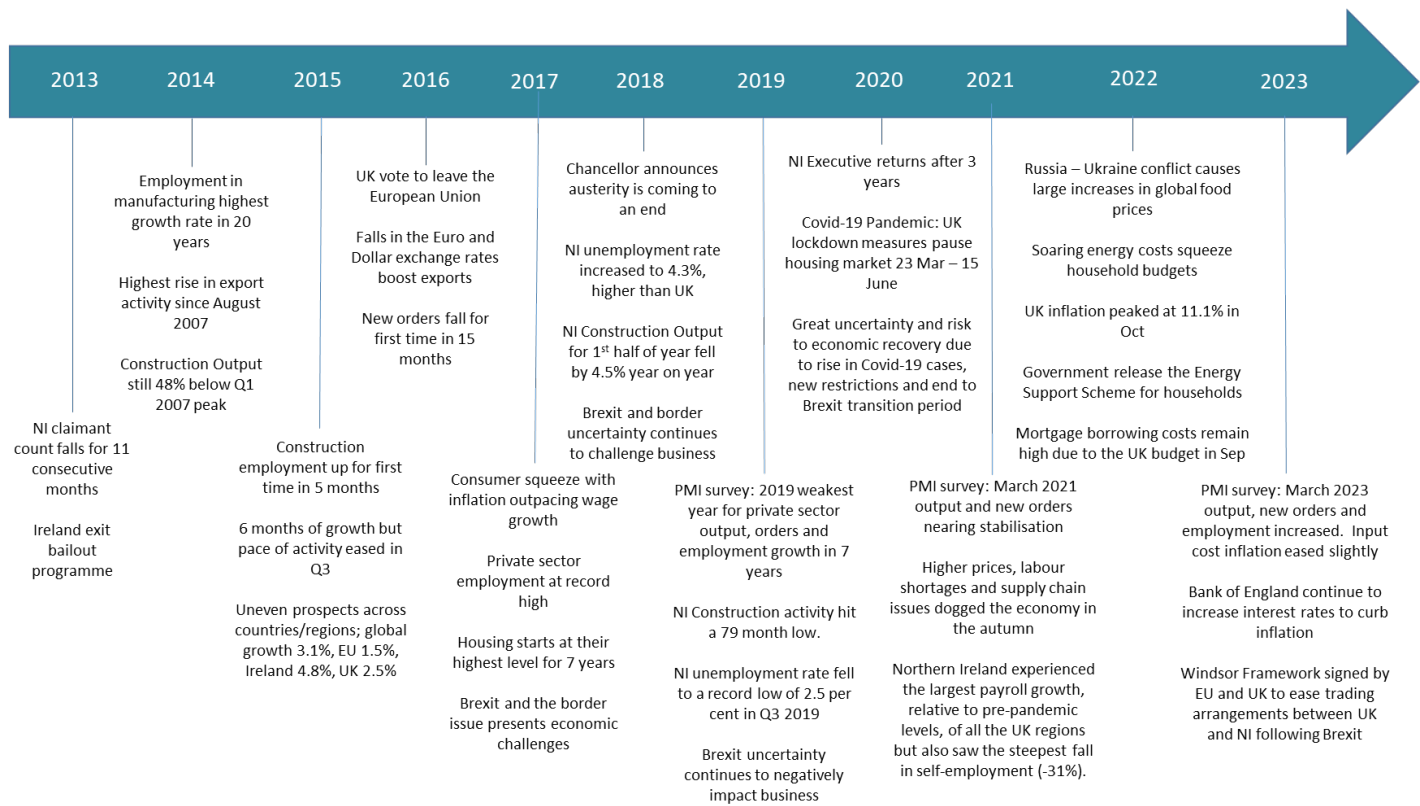 2013
2014
2015
2016
2017
2018
2019
2020
2021
2022
2023
NI claimant
count falls for 11
consecutive
months
Ireland exit
bailout
programme
Employment in
manufacturing highest
growth rate in 20
years
Highest rise in export
activity since August
2007
Construction Output
still 48% below Q1
2007 peak
Construction
employment up for first
time in 5 months
6 months of growth but
pace of activity eased in
Q3
Uneven prospects across
countries/regions; global
growth 3.1%, EU 1.5%,
Ireland 4.8%, UK 2.5%
UK vote to leave the
European Union
Falls in the Euro and
Dollar exchange rates
boost exports
New orders fall for
first time in 15
months
Consumer squeeze with
inflation outpacing wage
growth
Private sector
employment at record
high
Housing starts at their
highest level for 7 years
Brexit and the border
issue presents economic
challenges
Chancellor announces
austerity is coming to
an end
NI unemployment rate
increased to 4.3%,
higher than UK
NI Construction Output
for 1st half of year fell
by 4.5% year on year
Brexit and border
uncertainty continues
to challenge business
PMI survey: 2019 weakest
year for private sector
output, orders and
employment growth in 7
years
NI Construction activity hit
a 79 month low.
NI unemployment rate fell
to a record low of 2.5 per
cent in Q3 2019
Brexit uncertainty
continues to negatively
impact business
NI Executive returns after 3
years
Covid-19 Pandemic: UK
lockdown measures pause
housing market 23 Mar – 15
June
Great uncertainty and risk
to economic recovery due
to rise in Covid-19 cases,
new restrictions and end to
Brexit transition period
PMI survey: March 2021
output and new orders
nearing stabilisation
Higher prices, labour
shortages and supply chain
issues dogged the economy in
the autumn
Northern Ireland experienced
the largest payroll growth,
relative to pre-pandemic
levels, of all the UK regions
but also saw the steepest fall
in self-employment (-31%).
Russia – Ukraine conflict causes
large increases in global food
prices
Soaring energy costs squeeze
household budgets
UK inflation peaked at 11.1% in
Oct
Government release the Energy
Support Scheme for households
Mortgage borrowing costs remain
high due to the UK budget in Sep
PMI survey: March 2023
output, new orders and
employment increased. Input
cost inflation eased slightly
Bank of England continue to
increase interest rates to curb
inflation
Windsor Framework signed by
EU and UK to ease trading
arrangements between UK
and NI following Brexit